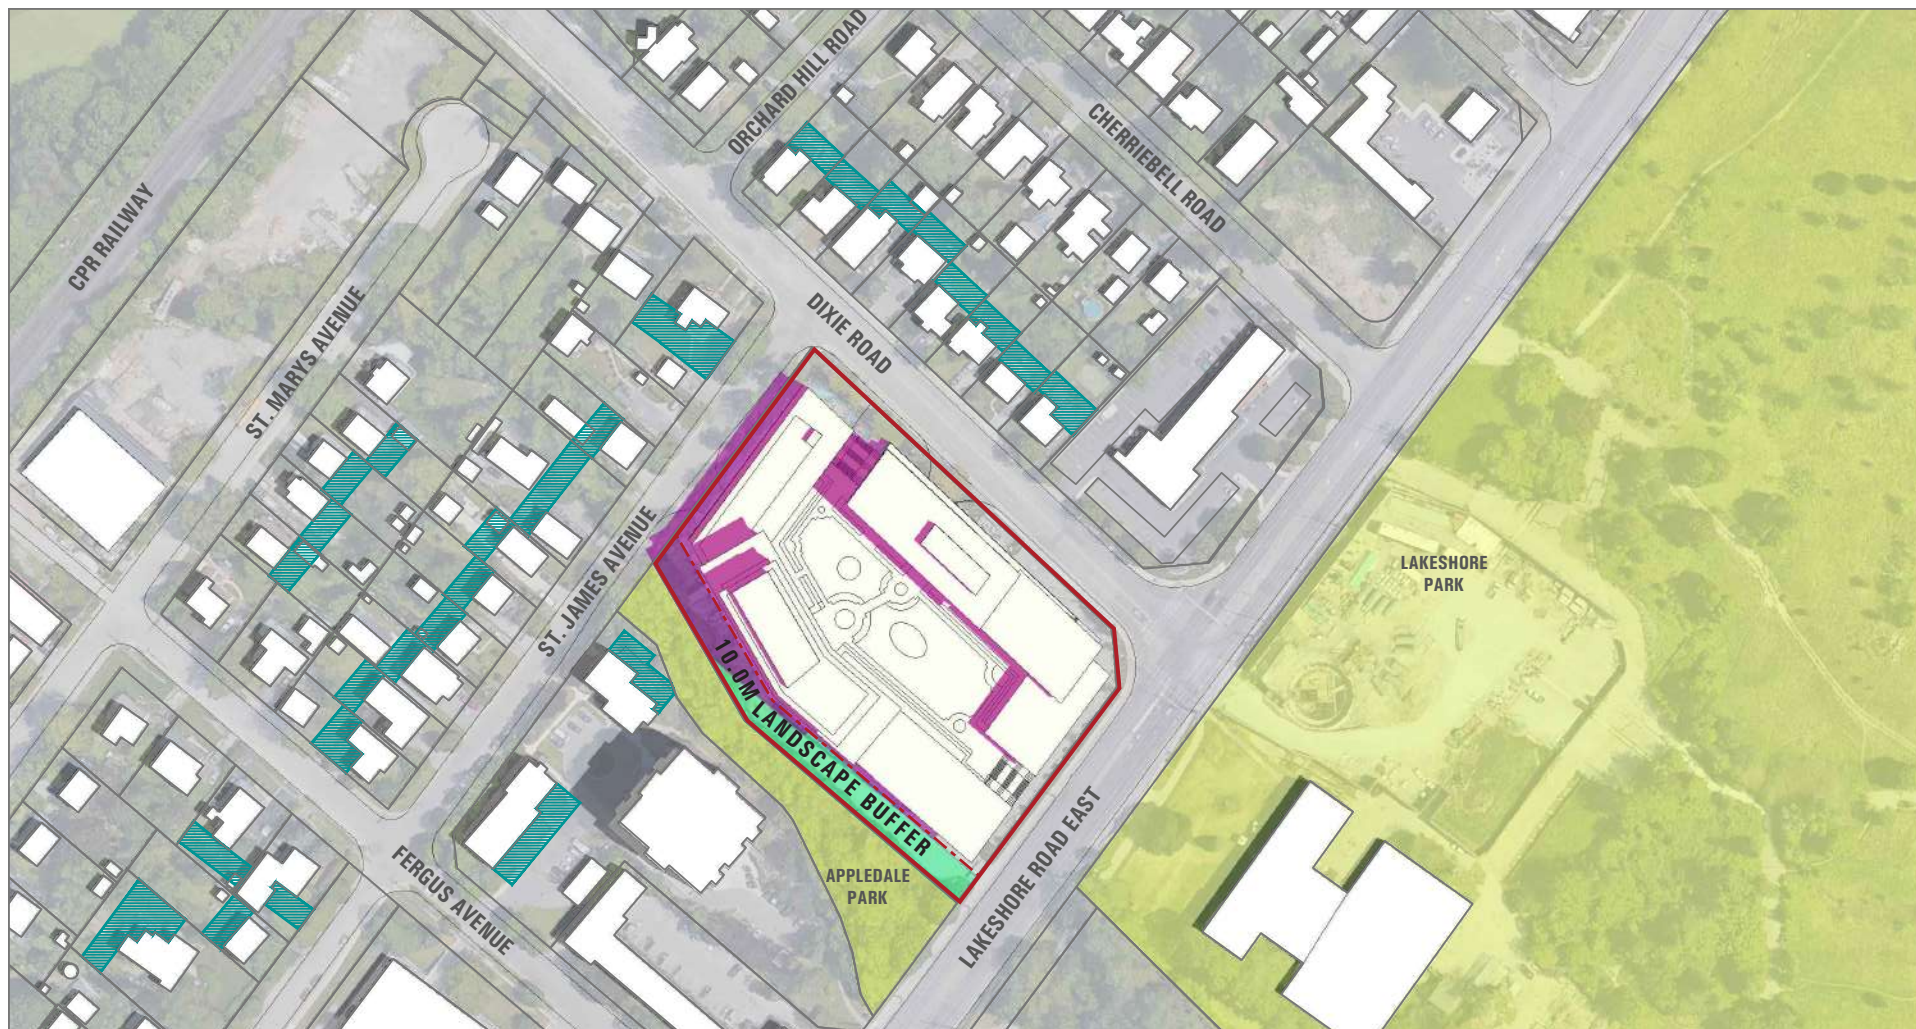 ORCHARD HILL ROAD
CHERRIEBELL ROAD
CPR RAILWAY
ST. MARYS AVENUE
DIXIE ROAD
ST. JAMES AVENUE
LAKESHORE
PARK
10.0M LANDSCAPE BUFFER
FERGUS AVENUE
APPLEDALE
PARK
LAKESHORE ROAD EAST